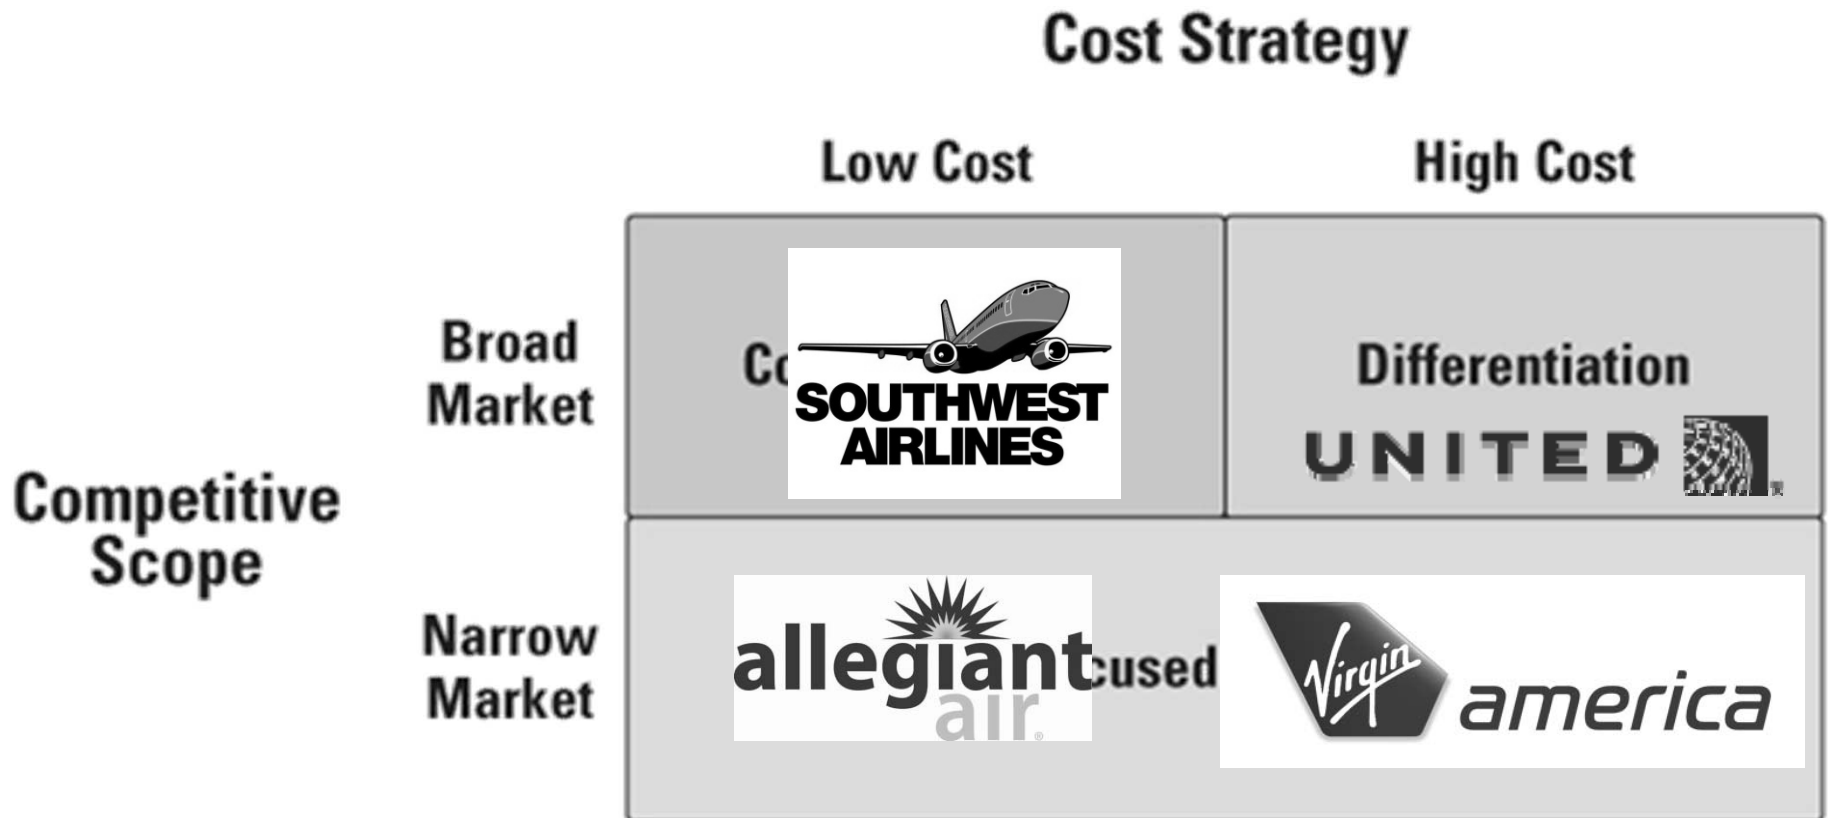 Cost Strategy
Low Cost High Cost
Broad
Market
Co
SOUTHWEST
AIRLINES
Differentiation
UNITED
Competitive
Scope
Narrow
Market
allegiant
air
cused
Virgin america